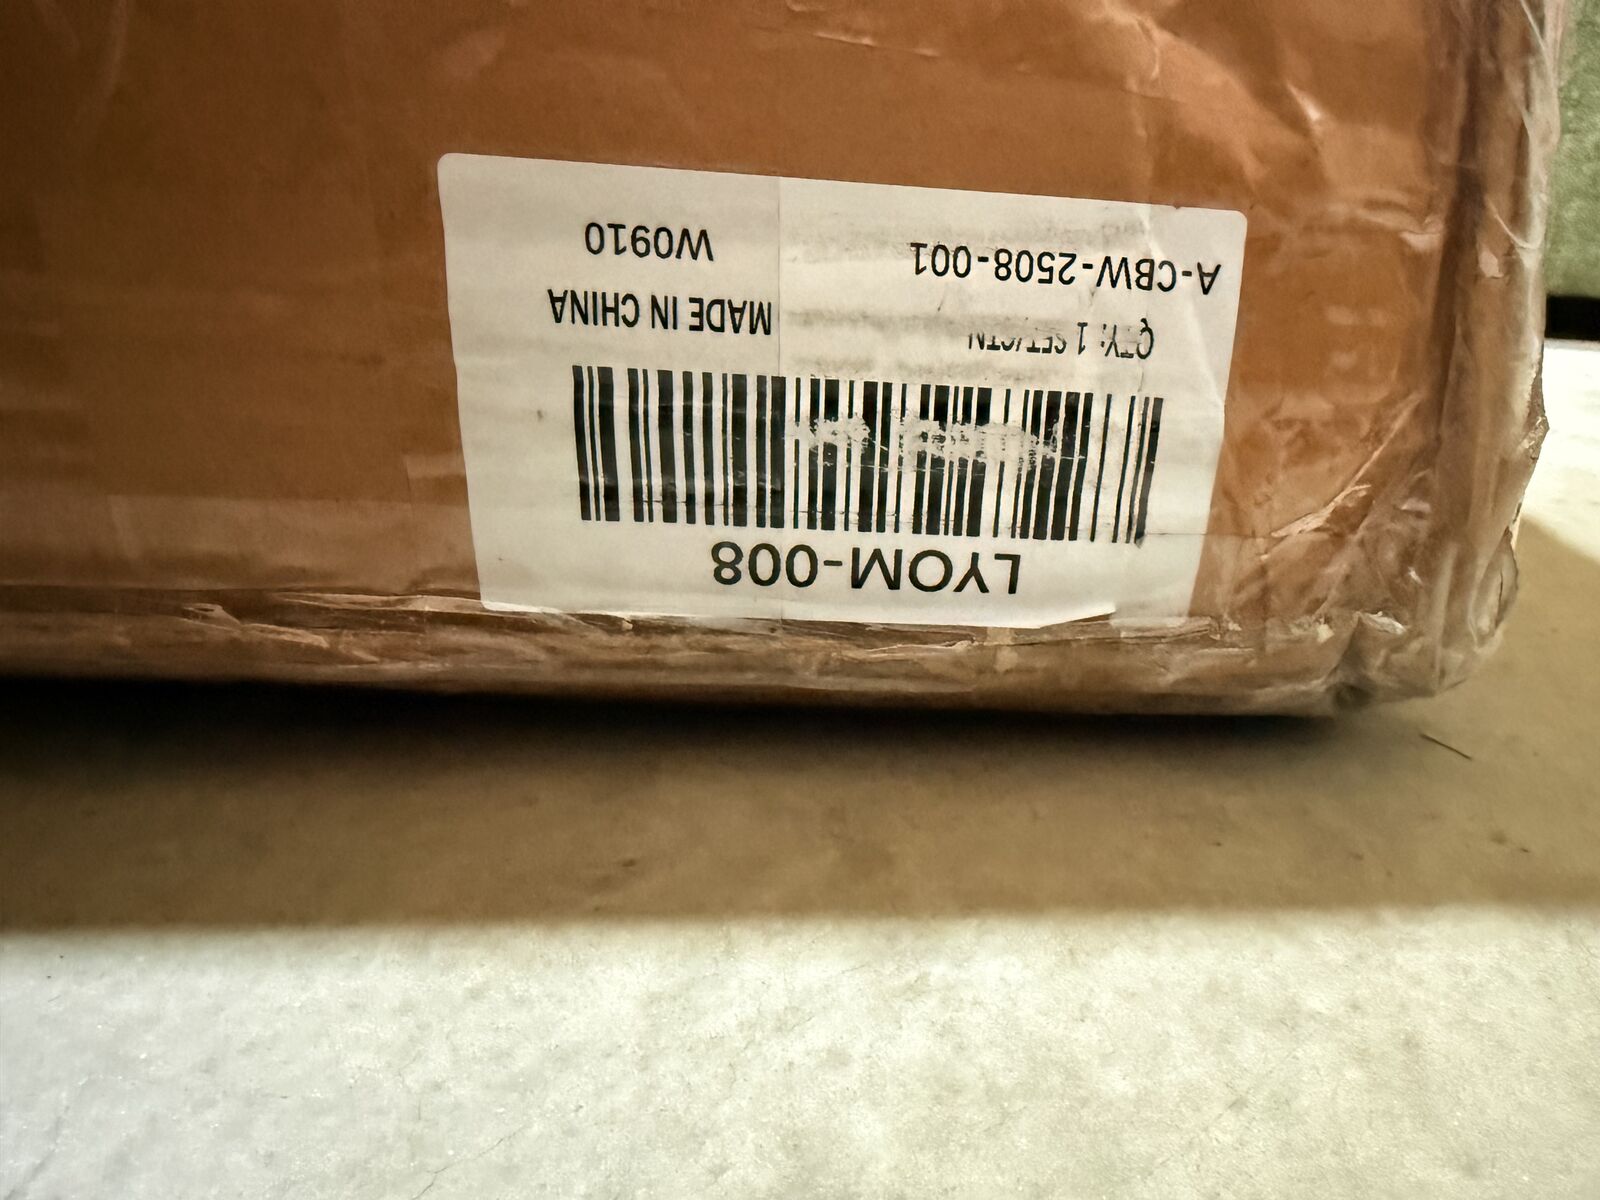 LYOM-008
QTY: 1 SET/CTN MADE IN CHINA
A-CBW-2508-001 W0910